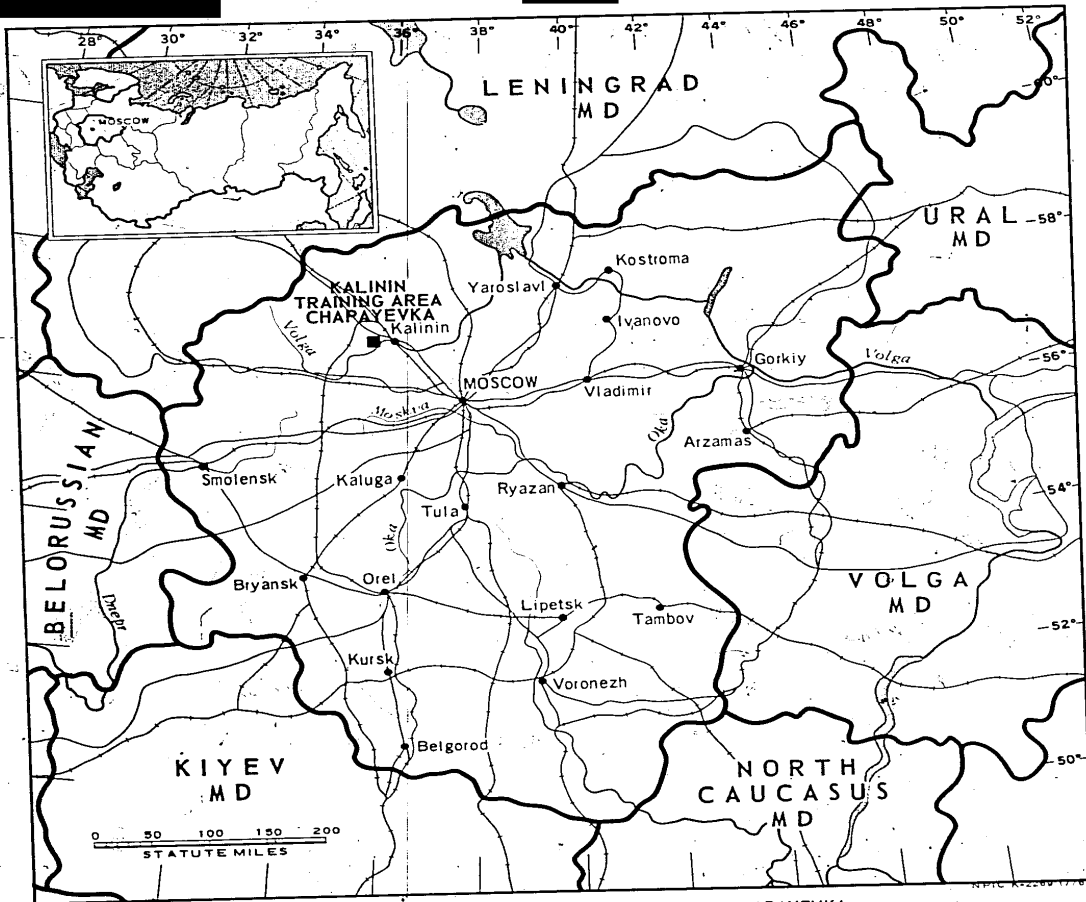 28° 30° 34° 36° 38° 40° 42° 44° 46° 48° 50° 52°
MOSCOW
LENINGRAD
MD
60°
URAL
MD
58°
Kostroma
Yaroslavl
KALININ
TRAINING AREA
CHARAYEVKA
Kalinin
Volga
Ivanovo
Gorkiy
Volga
56°
MOSCOW
Vladimir
Moskva
Oka
Arzamas
BELORUSSIAN
MD
Smolensk
Kaluga
Ryazan
54°
Tula
Oka
Bryansk
Orel
Lipetsk
Tambov
VOLGA
MD
Dnepr
52°
Kursk
Voronezh
Belgorod
KIYEV
MD
NORTH
CAUCASUS
MD
50°
0 50 100 150 200
STATUTE MILES